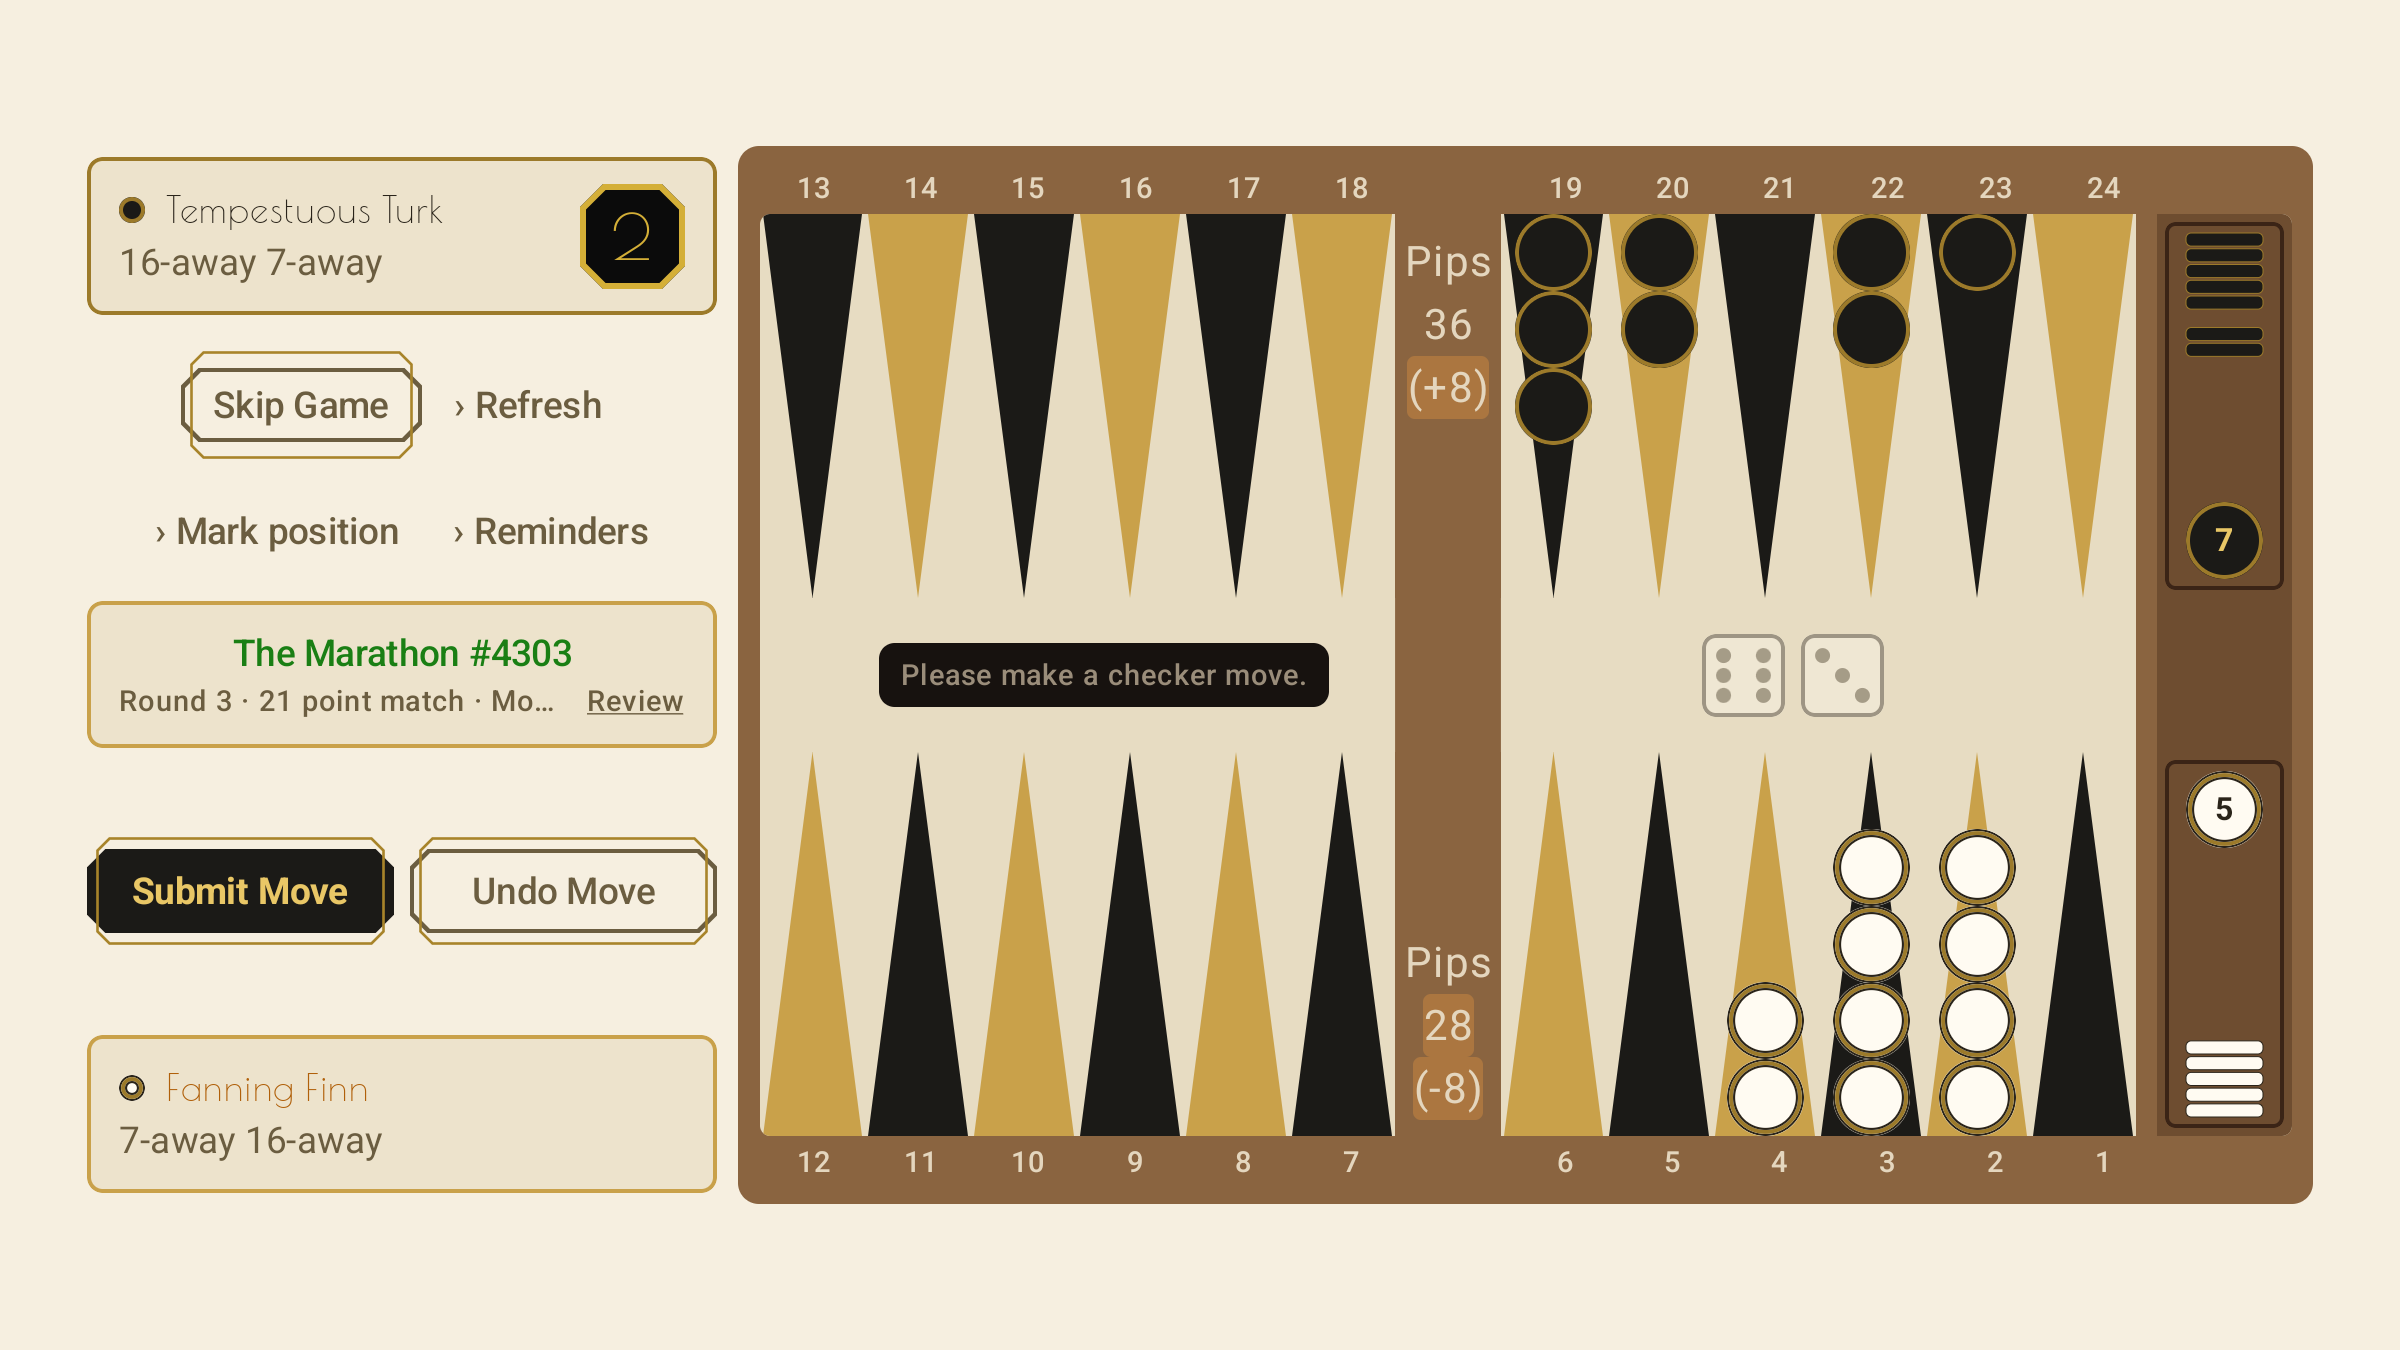 Tempestuous Turk
16-away 7-away
2
Skip Game
› Refresh
› Mark position
› Reminders
The Marathon #4303
Round 3 · 21 point match · Mo...
Review
Submit Move
Undo Move
Fanning Finn
7-away 16-away
13 14 15 16 17 18 19 20 21 22 23 24
Pips
36
(+8)
7
Please make a checker move.
5
Pips
28
(-8)
12 11 10 9 8 7 6 5 4 3 2 1